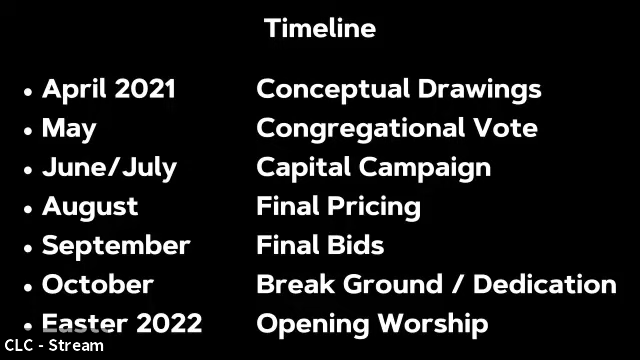 Timeline
• April 2021 Conceptual Drawings
• May Congregational Vote
• June/July Capital Campaign
• August Final Pricing
• September Final Bids
• October Break Ground / Dedication
• Easter 2022 Opening Worship
CLC - Stream